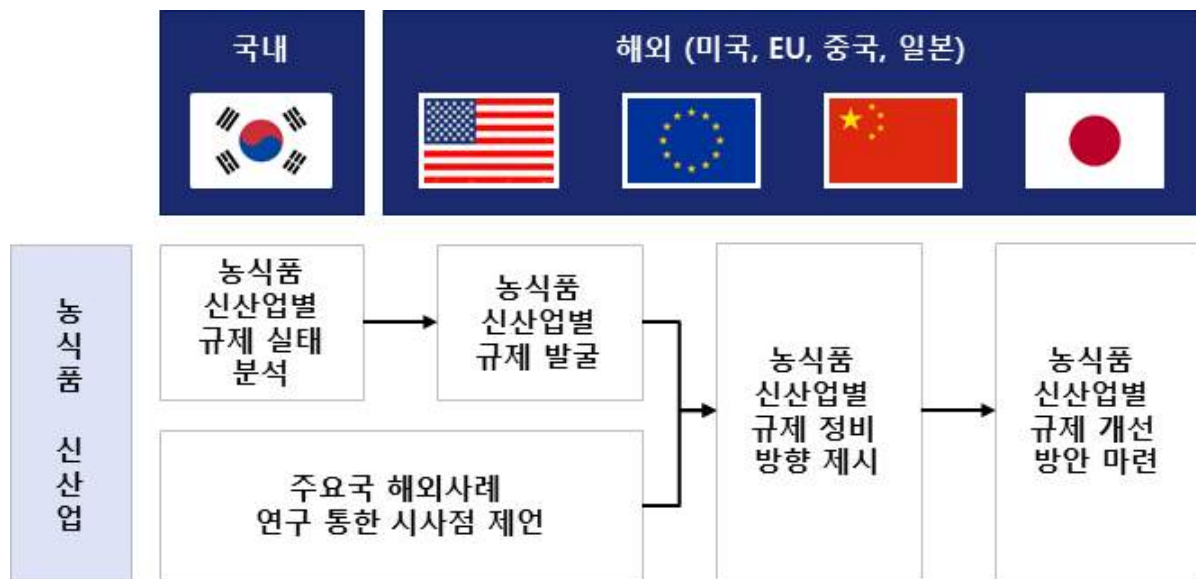 국내
해외 (미국, EU, 중국, 일본)
농식품 신산업
농식품
신산업별
규제 실태
분석
농식품
신산업별
규제 발굴
주요국 해외사례
연구 통한 시사점 제언
농식품
신산업별
규제 정비
방향 제시
농식품
신산업별
규제 개선
방안 마련